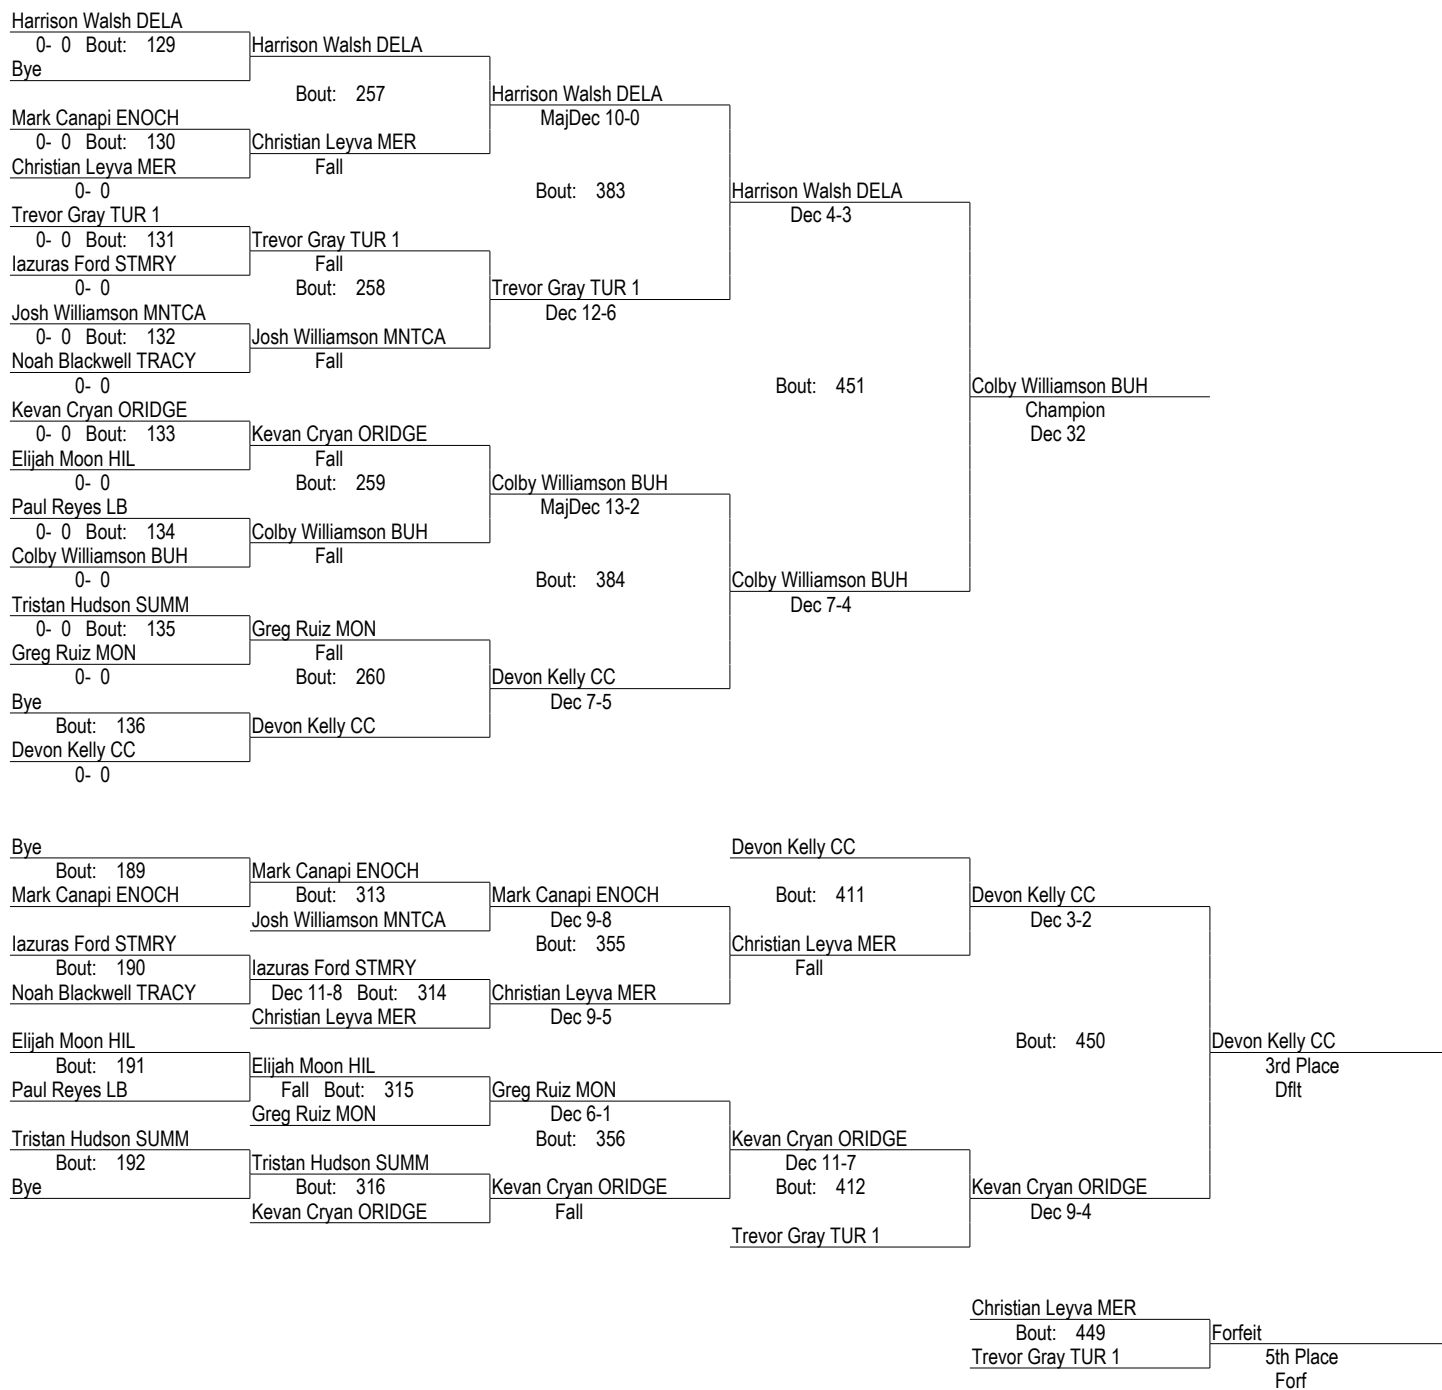 Harrison Walsh DELA
0- 0 Bout: 129 Harrison Walsh DELA
Bye
Bout: 257 Harrison Walsh DELA
Mark Canapi ENOCH MajDec 10-0
0- 0 Bout: 130 Christian Leyva MER
Christian Leyva MER Fall
0- 0 Bout: 383 Harrison Walsh DELA
Trevor Gray TUR 1 Dec 4-3
0- 0 Bout: 131 Trevor Gray TUR 1
Iazuras Ford STMRY Fall
0- 0 Bout: 258 Trevor Gray TUR 1
Josh Williamson MNTCA Dec 12-6
0- 0 Bout: 132 Josh Williamson MNTCA
Noah Blackwell TRACY Fall
0- 0 Bout: 451 Colby Williamson BUH
Kevan Cryan ORIDGE Champion
0- 0 Bout: 133 Kevan Cryan ORIDGE Dec 32
Elijah Moon HIL Fall
0- 0 Bout: 259 Colby Williamson BUH
Paul Reyes LB MajDec 13-2
0- 0 Bout: 134 Colby Williamson BUH
Colby Williamson BUH Fall
0- 0 Bout: 384 Colby Williamson BUH
Tristan Hudson SUMM Dec 7-4
0- 0 Bout: 135 Greg Ruiz MON
Greg Ruiz MON Fall
0- 0 Bout: 260 Devon Kelly CC
Bye Dec 7-5
Bout: 136 Devon Kelly CC
Devon Kelly CC
0- 0
Bye Devon Kelly CC
Bout: 189 Mark Canapi ENOCH
Mark Canapi ENOCH Bout: 313 Mark Canapi ENOCH Bout: 411 Devon Kelly CC
Josh Williamson MNTCA Dec 9-8 Dec 3-2
Iazuras Ford STMRY Bout: 355 Christian Leyva MER
Bout: 190 Iazuras Ford STMRY Fall
Noah Blackwell TRACY Dec 11-8 Bout: 314 Christian Leyva MER
Christian Leyva MER Dec 9-5
Elijah Moon HIL Bout: 450 Devon Kelly CC
Bout: 191 Elijah Moon HIL 3rd Place
Paul Reyes LB Fall Bout: 315 Greg Ruiz MON Dflt
Greg Ruiz MON Dec 6-1
Tristan Hudson SUMM Bout: 356 Kevan Cryan ORIDGE
Bout: 192 Tristan Hudson SUMM Dec 11-7
Bye Bout: 316 Kevan Cryan ORIDGE Bout: 412 Kevan Cryan ORIDGE
Kevan Cryan ORIDGE Fall Dec 9-4
Trevor Gray TUR 1
Christian Leyva MER
Bout: 449 Forfeit
Trevor Gray TUR 1 5th Place
Forf